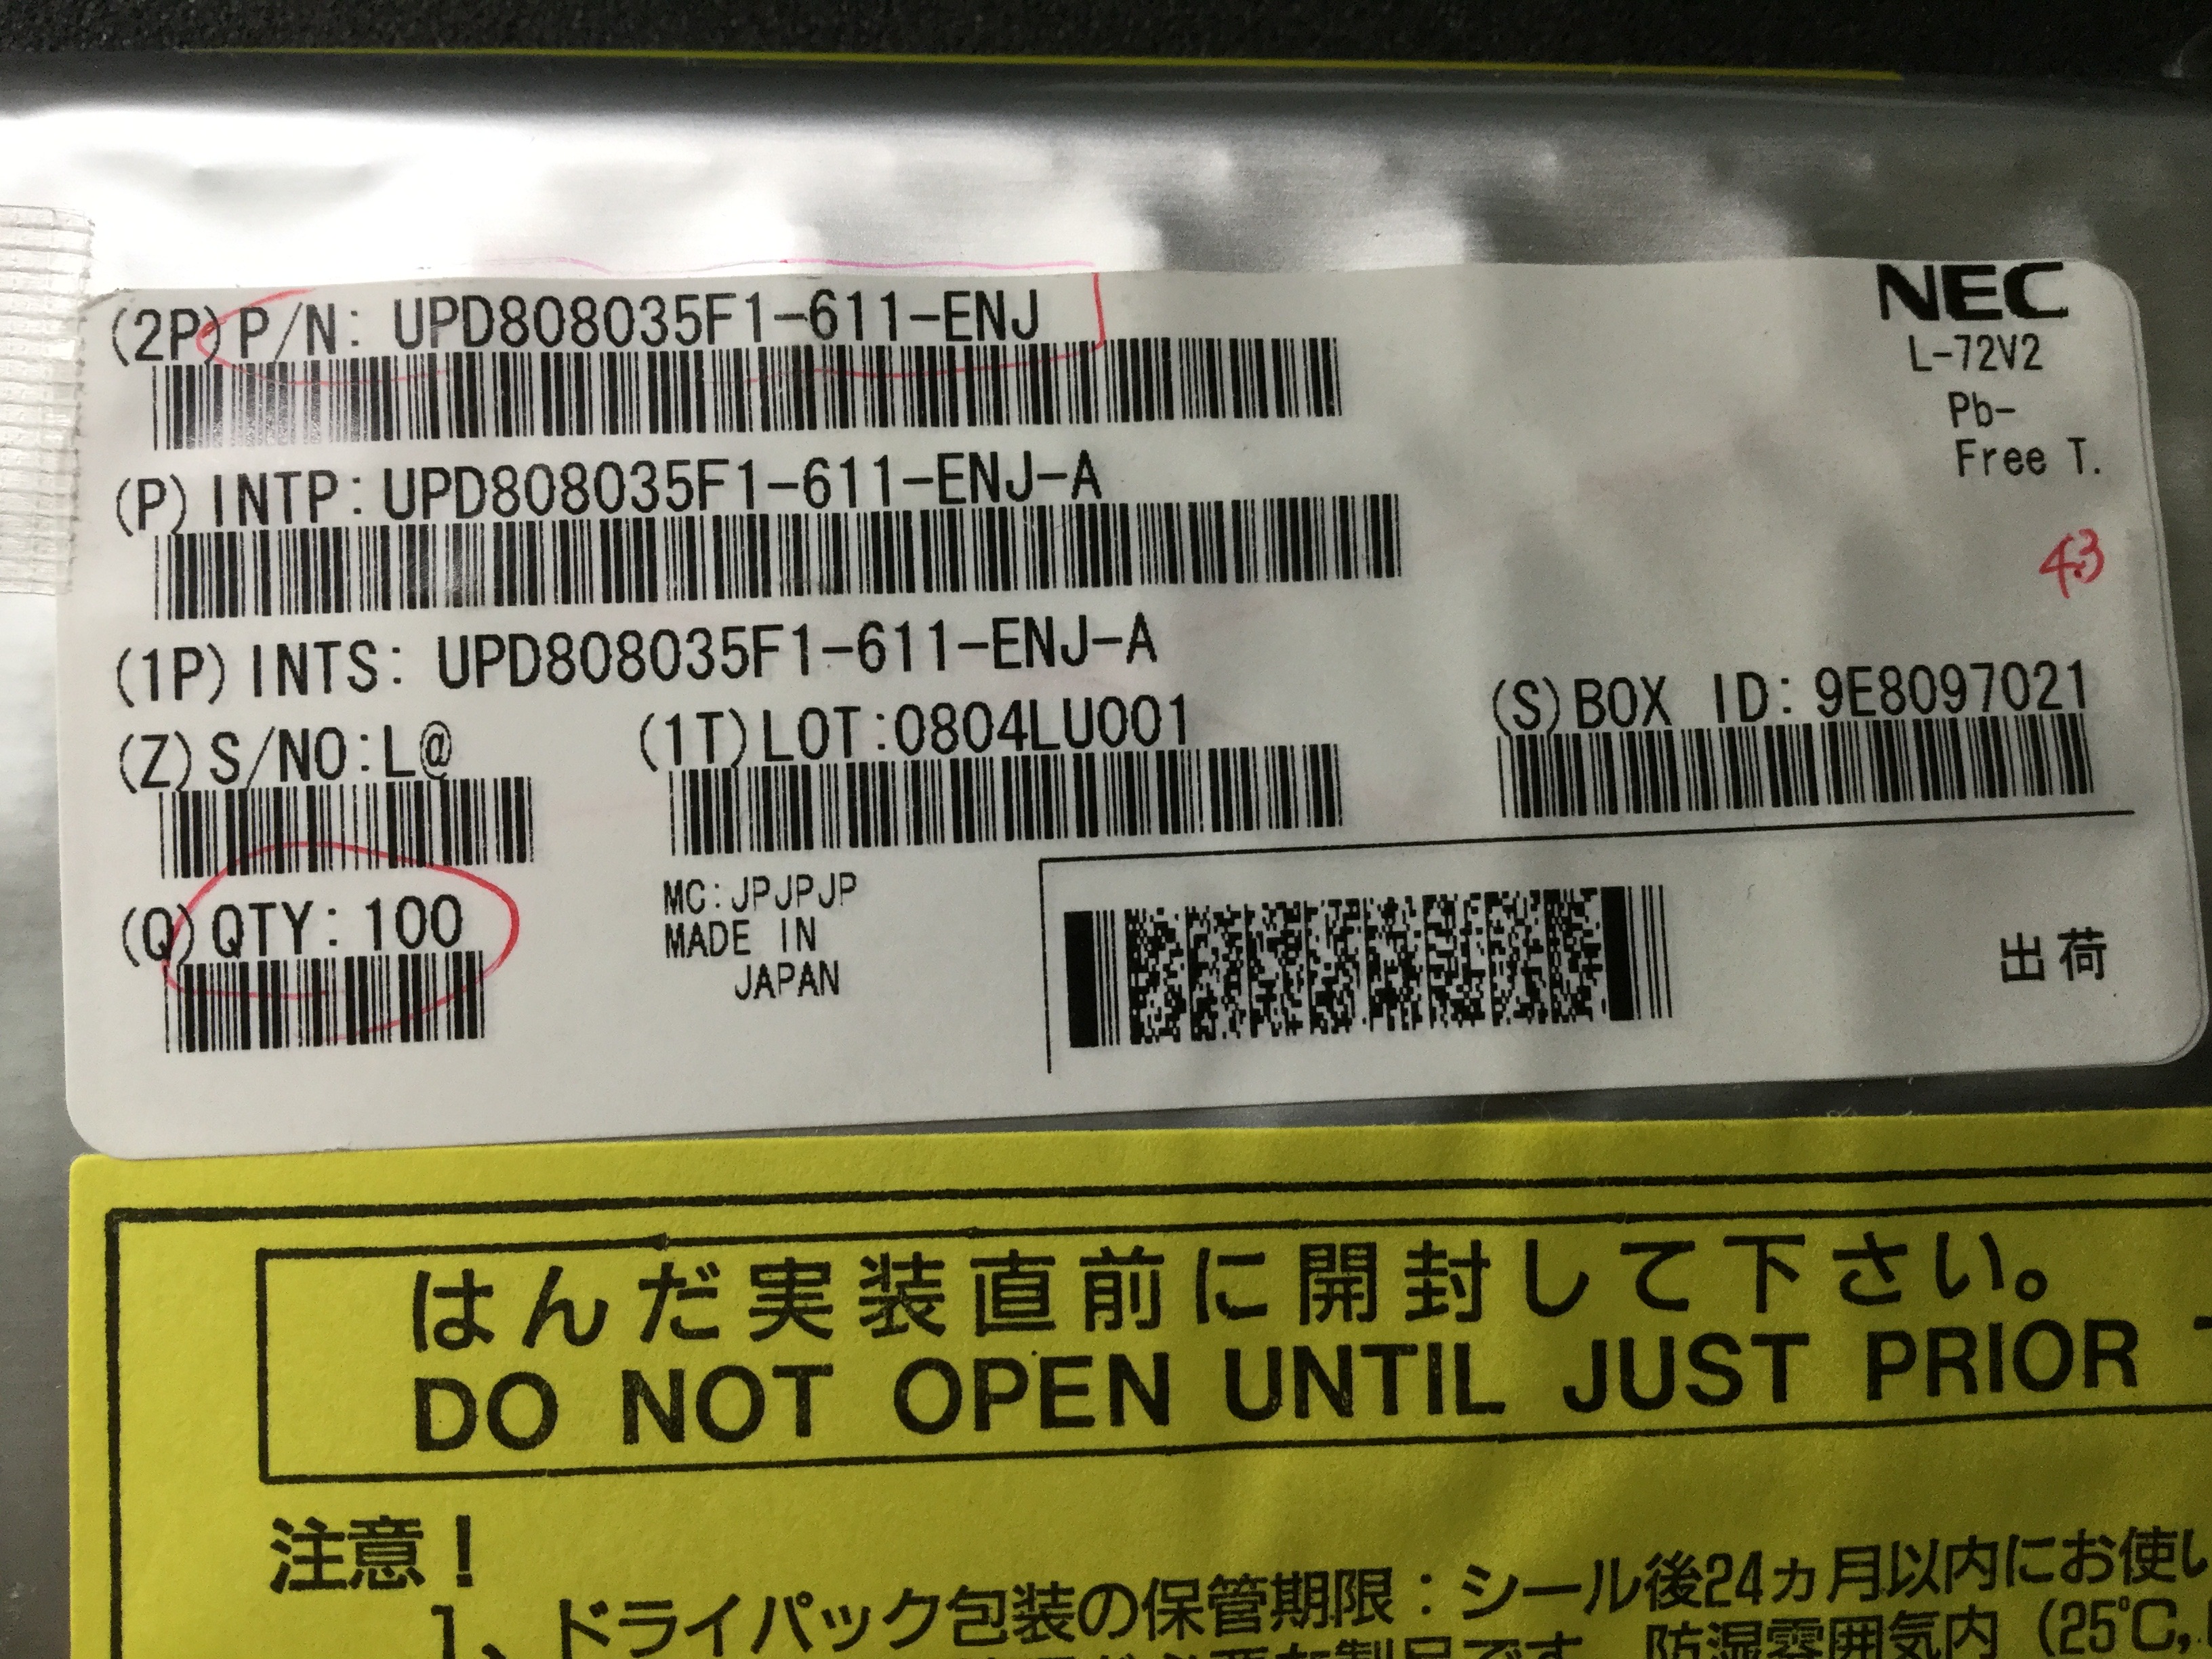 (2P)P/N: UPD808035F1-611-ENJ
NEC
L-72V2
Pb-
Free T.
(P)INTP:UPD808035F1-611-ENJ-A
43
(1P)INTS: UPD808035F1-611-ENJ-A
(Z)S/NO:L@
(1T)LOT:0804LU001
(S)BOX ID:9E8097021
(Q)QTY:100
MC:JPJPJP
MADE IN
JAPAN
出荷
はんだ実装直前に開封して下さい。
DO NOT OPEN UNTIL JUST PRIOR
注意!
1、ドライパック包装の保管期限:シール後24ヵ月以内にお使い
防湿雰囲気内(25℃,